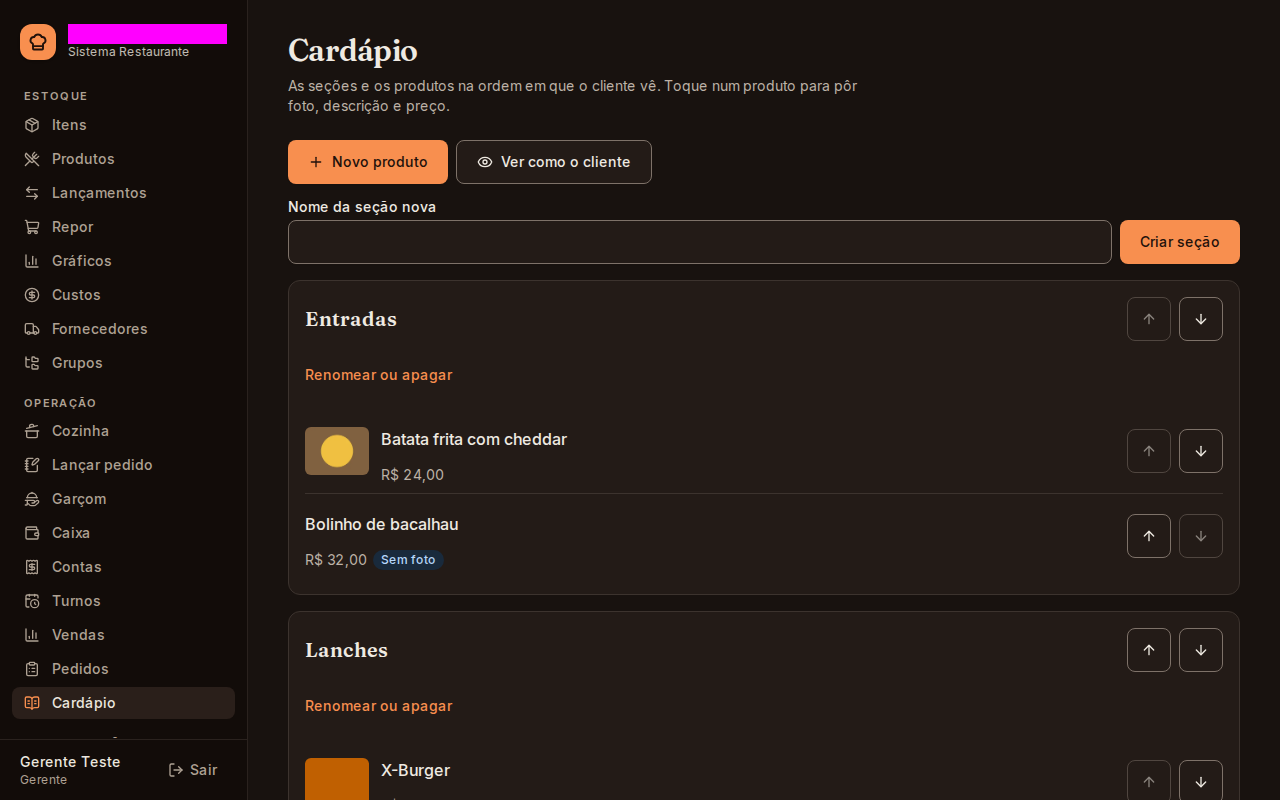 Sistema Restaurante
ESTOQUE
Itens
Produtos
Lançamentos
Repor
Gráficos
Custos
Fornecedores
Grupos
OPERAÇÃO
Cozinha
Lançar pedido
Garçom
Caixa
Contas
Turnos
Vendas
Pedidos
Cardápio
Gerente Teste
Gerente
Sair
Cardápio
As seções e os produtos na ordem em que o cliente vê. Toque num produto para pôr
foto, descrição e preço.
Novo produto
Ver como o cliente
Nome da seção nova
Criar seção
Entradas
Renomear ou apagar
Batata frita com cheddar
R$ 24,00
Bolinho de bacalhau
R$ 32,00 Sem foto
Lanches
Renomear ou apagar
X-Burger